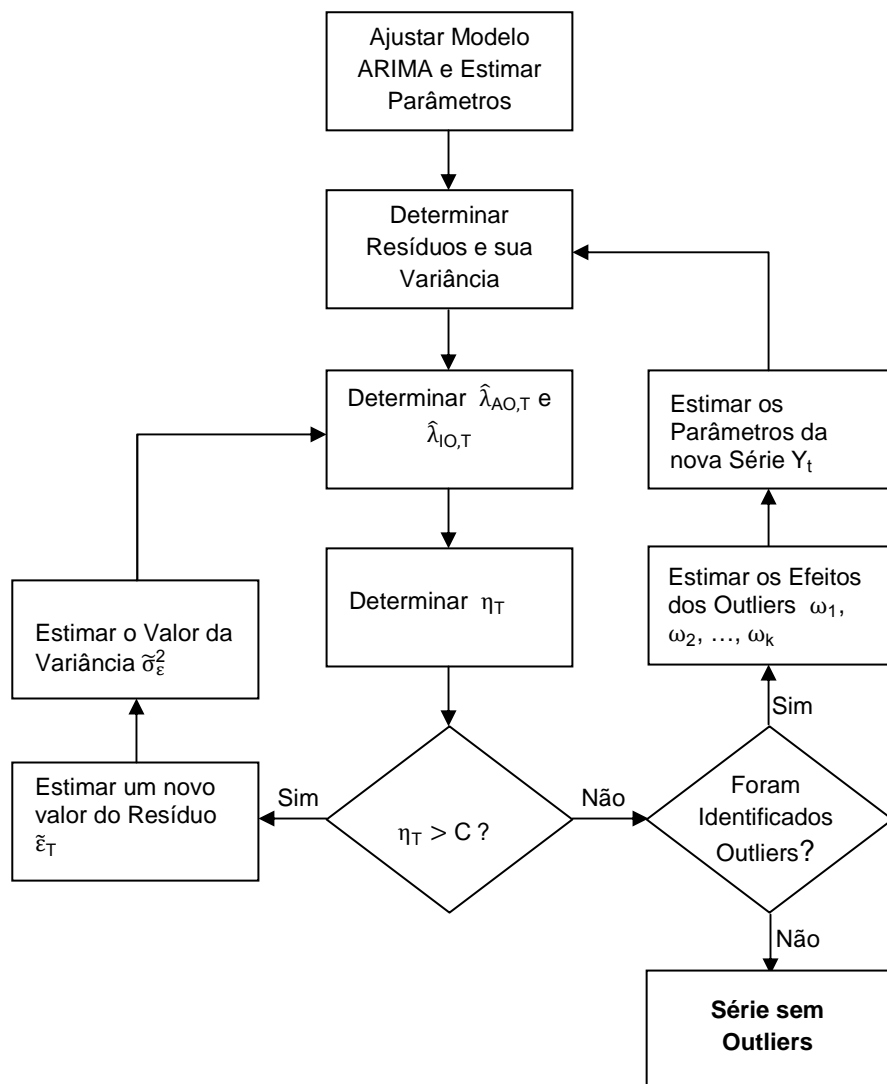 Ajustar Modelo
ARIMA e Estimar
Parâmetros
Determinar
Resíduos e sua
Variância
Determinar λ̂AO,T e
λ̂IO,T
Estimar os
Parâmetros da
nova Série Yt
Determinar ηT
Estimar os Efeitos
dos Outliers ω1,
ω2, ..., ωk
Estimar o Valor da
Variância σ̃ε²
Sim
Estimar um novo
valor do Resíduo
ε̃T
Sim
ηT > C ?
Não
Foram
Identificados
Outliers?
Não
Série sem
Outliers